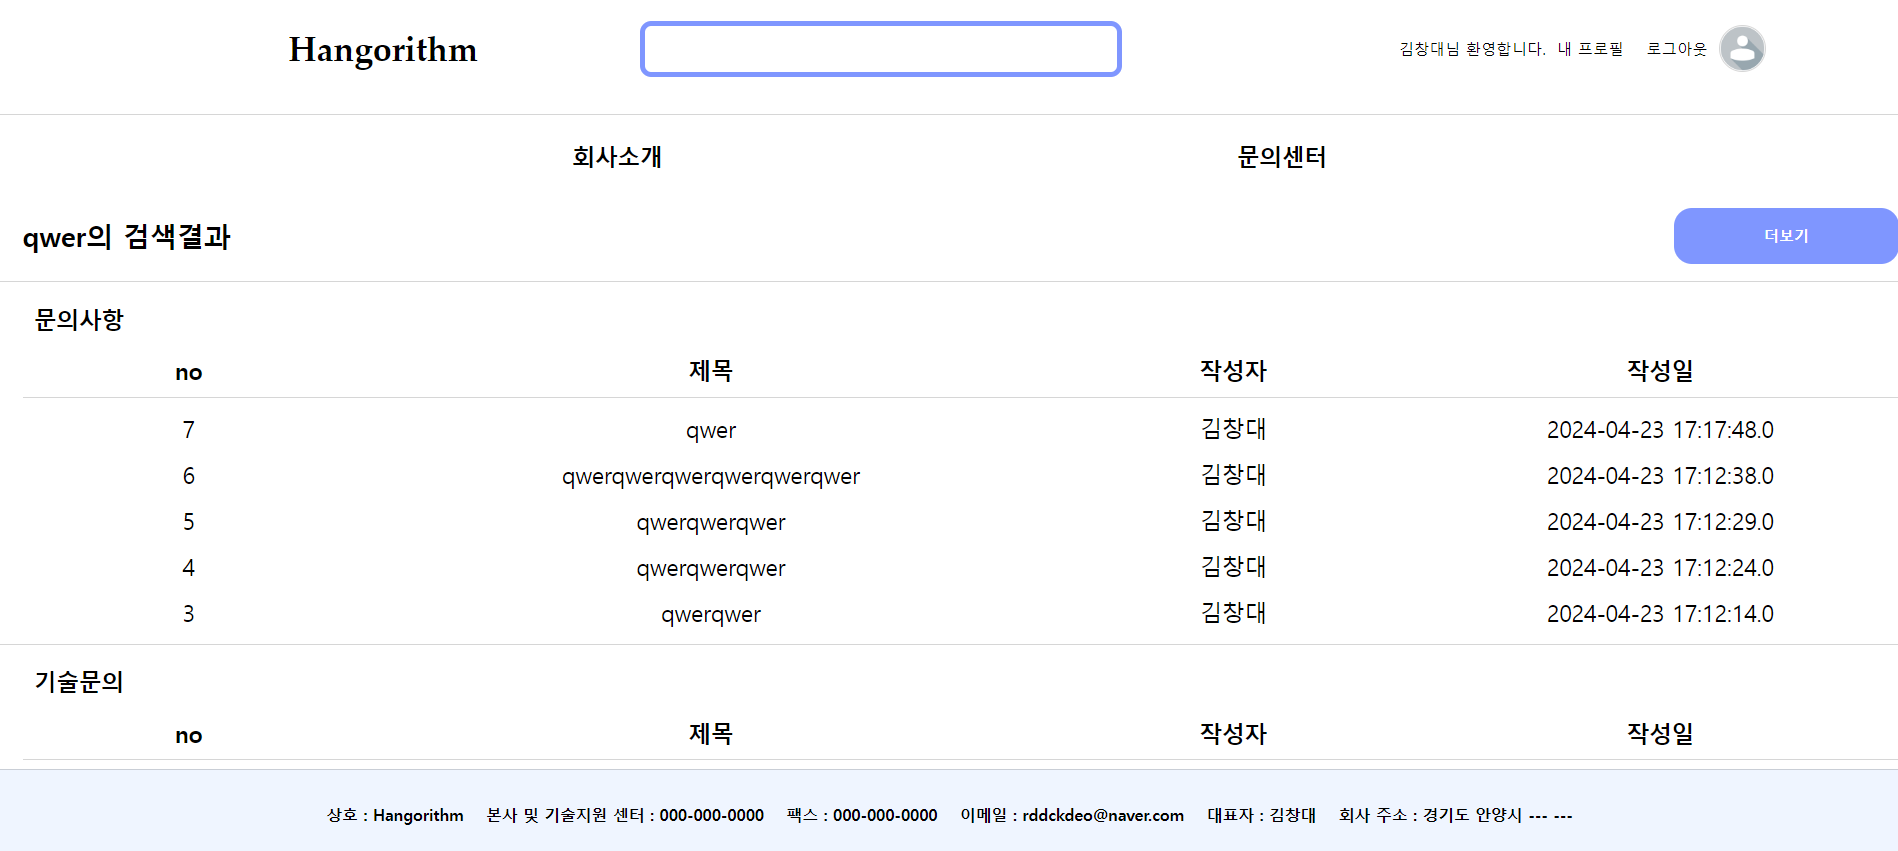 Hangorithm 김창대님 환영합니다. 내 프로필 로그아웃
회사소개 문의센터
qwer의 검색결과 더보기
문의사항
no 제목 작성자 작성일
7 qwer 김창대 2024-04-23 17:17:48.0
6 qwerqwerqwerqwerqwerqwer 김창대 2024-04-23 17:12:38.0
5 qwerqwerqwer 김창대 2024-04-23 17:12:29.0
4 qwerqwerqwer 김창대 2024-04-23 17:12:24.0
3 qwerqwer 김창대 2024-04-23 17:12:14.0
기술문의
no 제목 작성자 작성일
상호 : Hangorithm 본사 및 기술지원 센터 : 000-000-0000 팩스 : 000-000-0000 이메일 : rddckdeo@naver.com 대표자 : 김창대 회사 주소 : 경기도 안양시 --- ---